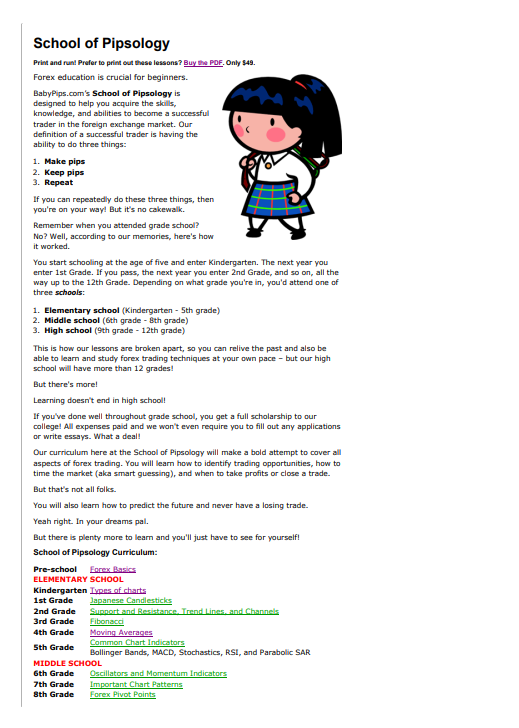 School of Pipsology
Print and run! Prefer to print out these lessons? Buy the PDF. Only $49.
Forex education is crucial for beginners.
BabyPips.com's School of Pipsology is
designed to help you acquire the skills,
knowledge, and abilities to become a successful
trader in the foreign exchange market. Our
definition of a successful trader is having the
ability to do three things:
1. Make pips
2. Keep pips
3. Repeat
If you can repeatedly do these three things, then
you're on your way! But it's no cakewalk.
Remember when you attended grade school?
No? Well, according to our memories, here's how
it worked.
You start schooling at the age of five and enter Kindergarten. The next year you
enter 1st Grade. If you pass, the next year you enter 2nd Grade, and so on, all the
way up to the 12th Grade. Depending on what grade you're in, you'd attend one of
three schools:
1. Elementary school (Kindergarten - 5th grade)
2. Middle school (6th grade - 8th grade)
3. High school (9th grade - 12th grade)
This is how our lessons are broken apart, so you can relive the past and also be
able to learn and study forex trading techniques at your own pace – but our high
school will have more than 12 grades!
But there's more!
Learning doesn't end in high school!
If you've done well throughout grade school, you get a full scholarship to our
college! All expenses paid and we won't even require you to fill out any applications
or write essays. What a deal!
Our curriculum here at the School of Pipsology will make a bold attempt to cover all
aspects of forex trading. You will learn how to identify trading opportunities, how to
time the market (aka smart guessing), and when to take profits or close a trade.
But that's not all folks.
You will also learn how to predict the future and never have a losing trade.
Yeah right. In your dreams pal.
But there is plenty more to learn and you'll just have to see for yourself!
School of Pipsology Curriculum:
Pre-school Forex Basics
ELEMENTARY SCHOOL
Kindergarten Types of charts
1st Grade Japanese Candlesticks
2nd Grade Support and Resistance, Trend Lines, and Channels
3rd Grade Fibonacci
4th Grade Moving Averages
5th Grade Common Chart Indicators
Bollinger Bands, MACD, Stochastics, RSI, and Parabolic SAR
MIDDLE SCHOOL
6th Grade Oscillators and Momentum Indicators
7th Grade Important Chart Patterns
8th Grade Forex Pivot Points